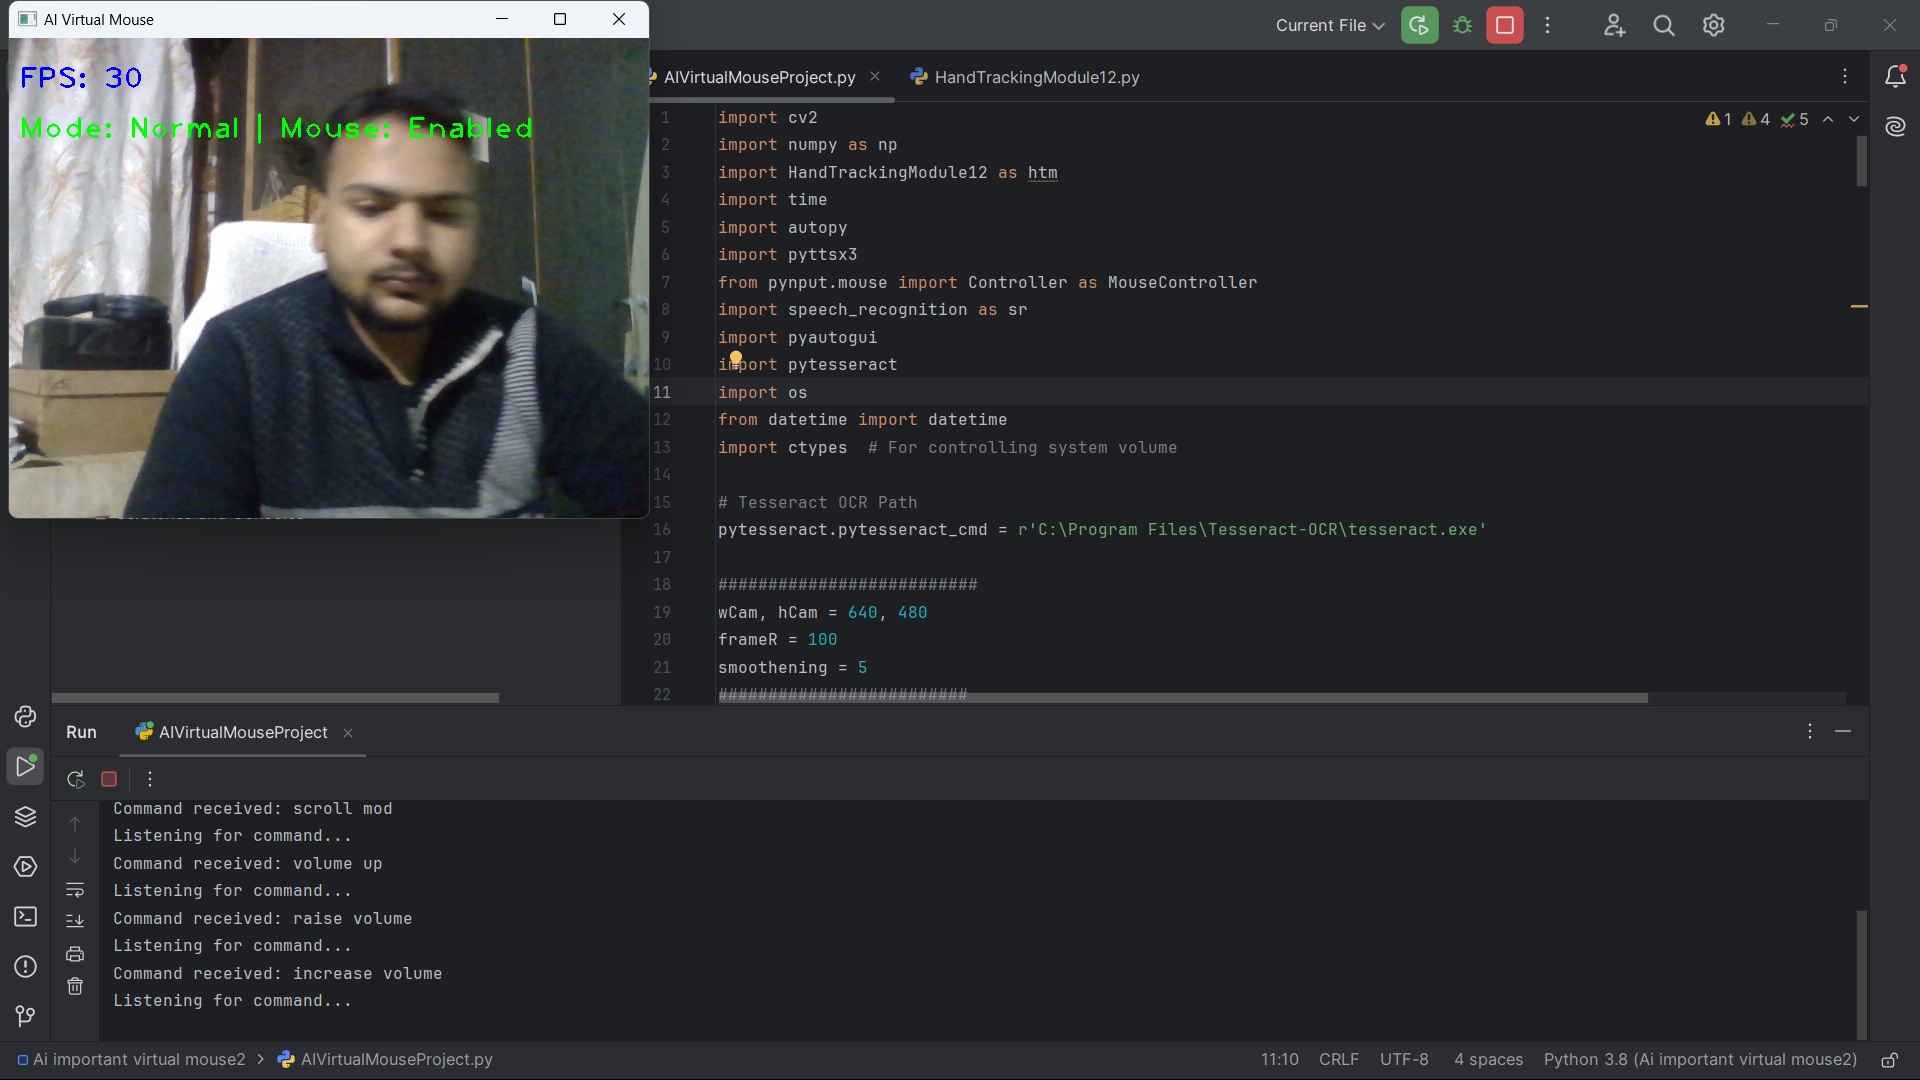 AI Virtual Mouse
FPS: 30
Mode: Normal | Mouse: Enabled
Current File
AIVirtualMouseProject.py
HandTrackingModule12.py
1 4 5
1 import cv2
2 import numpy as np
3 import HandTrackingModule12 as htm
4 import time
5 import autopy
6 import pyttsx3
7 from pynput.mouse import Controller as MouseController
8 import speech_recognition as sr
9 import pyautogui
10 import pytesseract
11 import os
12 from datetime import datetime
13 import ctypes  # For controlling system volume
14
15 # Tesseract OCR Path
16 pytesseract.pytesseract_cmd = r'C:\Program Files\Tesseract-OCR\tesseract.exe'
17
18 ##########################
19 wCam, hCam = 640, 480
20 frameR = 100
21 smoothening = 5
22 #########################
Run
AIVirtualMouseProject
Command received: scroll mod
Listening for command...
Command received: volume up
Listening for command...
Command received: raise volume
Listening for command...
Command received: increase volume
Listening for command...
Ai important virtual mouse2 > AIVirtualMouseProject.py
11:10 CRLF UTF-8 4 spaces Python 3.8 (Ai important virtual mouse2)